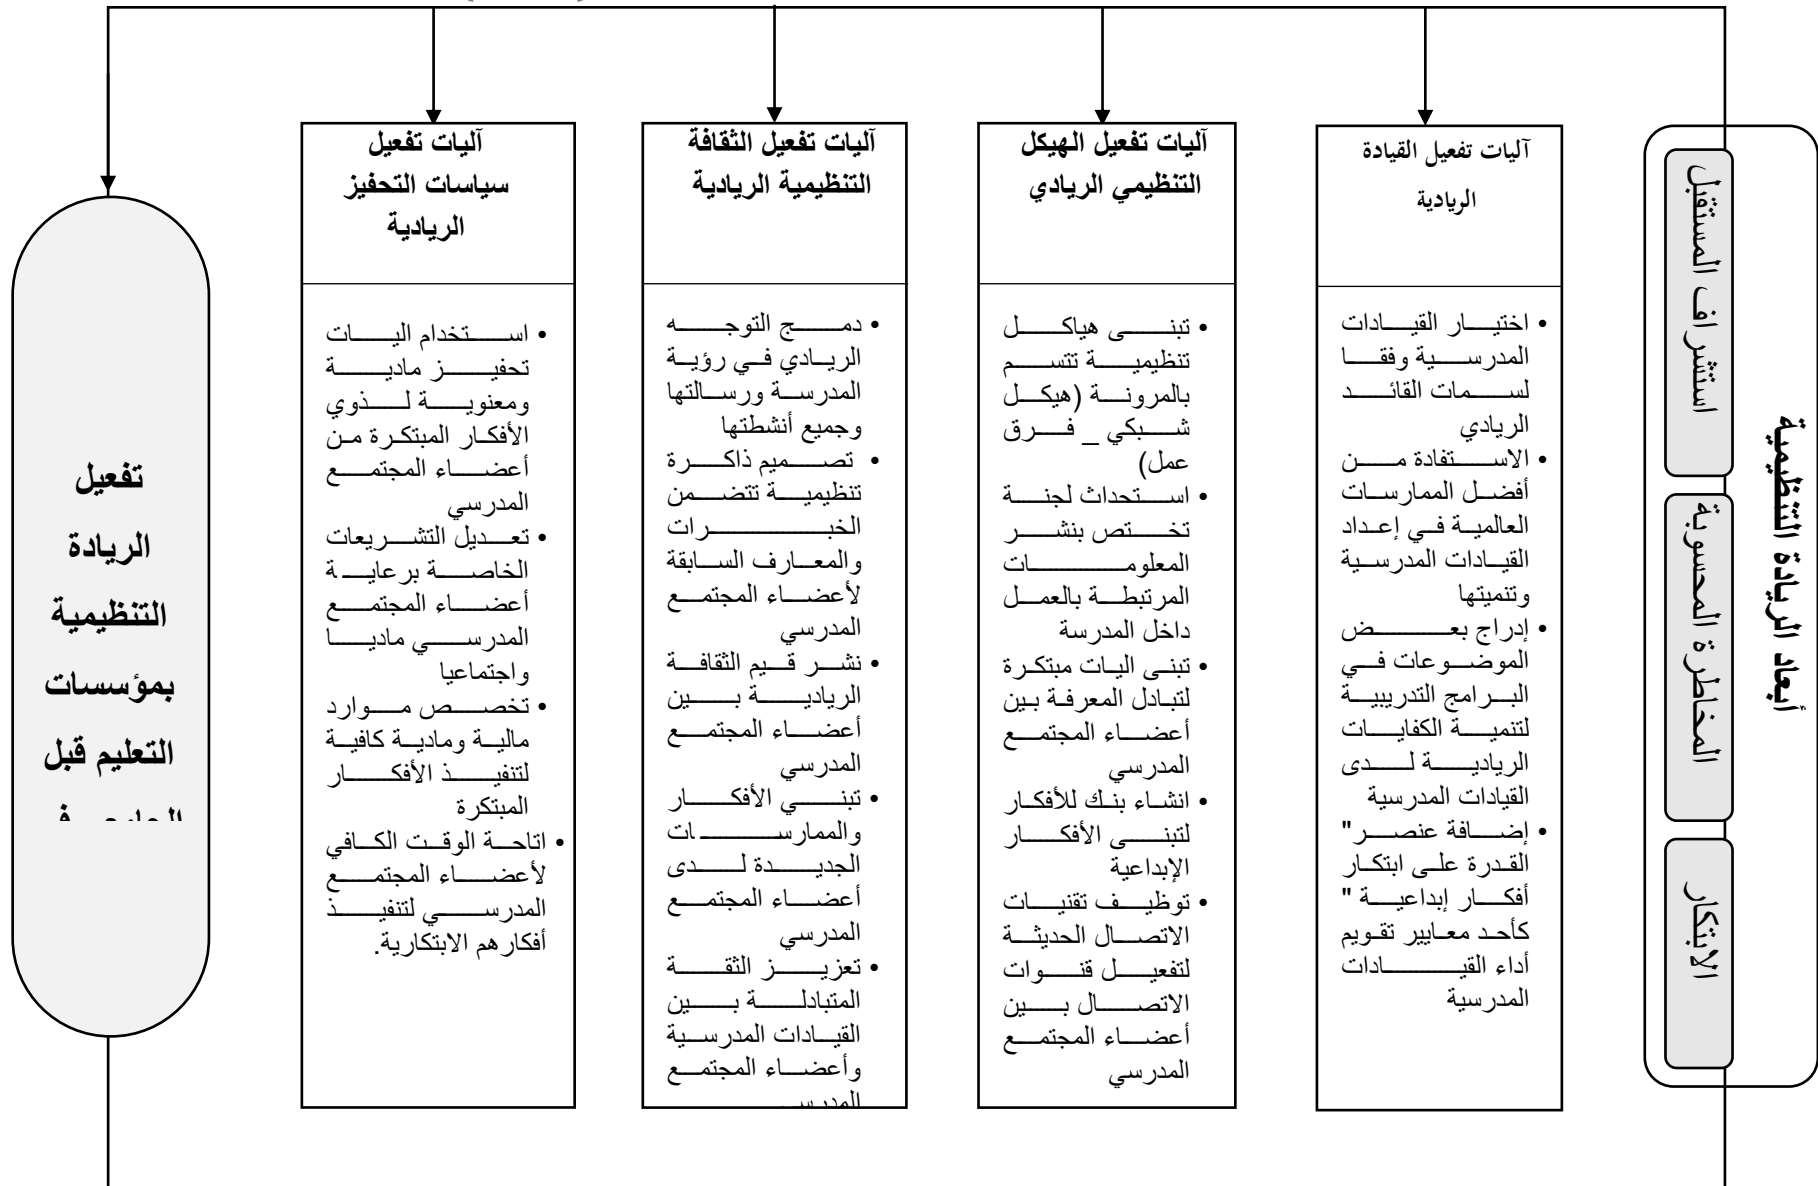 أبعاد الريادة التنظيمية
استشراف المستقبل
المخاطرة المحسوبة
الابتكار
آليات تفعيل القيادة
الريادية
• اختيار القيادات
المدرسية وفقا
لسمات القائد
الريادي
• الاستفادة من
أفضل الممارسات
العالمية في إعداد
القيادات المدرسية
وتنميتها
• إدراج بعض
الموضوعات في
البرامج التدريبية
لتنمية الكفايات
الريادية لدى
القيادات المدرسية
• إضافة عنصر "
القدرة على ابتكار
أفكار إبداعية "
كأحد معايير تقويم
أداء القيادات
المدرسية
آليات تفعيل الهيكل
التنظيمي الريادي
• تبنى هياكل
تنظيمية تتسم
بالمرونة (هيكل
شبكي _ فرق
عمل)
• استحداث لجنة
تختص بنشر
المعلومات
المرتبطة بالعمل
داخل المدرسة
• تبنى اليات مبتكرة
لتبادل المعرفة بين
أعضاء المجتمع
المدرسي
• انشاء بنك للأفكار
لتبنى الأفكار
الإبداعية
• توظيف تقنيات
الاتصال الحديثة
لتفعيل قنوات
الاتصال بين
أعضاء المجتمع
المدرسي
آليات تفعيل الثقافة
التنظيمية الريادية
• دمج التوجه
الريادي في رؤية
المدرسة ورسالتها
وجميع أنشطتها
• تصميم ذاكرة
تنظيمية تتضمن
الخبرات
والمعارف السابقة
لأعضاء المجتمع
المدرسي
• نشر قيم الثقافة
الريادية بين
أعضاء المجتمع
المدرسي
• تبني الأفكار
والممارسات
الجديدة لدى
أعضاء المجتمع
المدرسي
• تعزيز الثقة
المتبادلة بين
القيادات المدرسية
وأعضاء المجتمع
آليات تفعيل
سياسات التحفيز
الريادية
• استخدام اليات
تحفيز مادية
ومعنوية لذوي
الأفكار المبتكرة من
أعضاء المجتمع
المدرسي
• تعديل التشريعات
الخاصة برعاية
أعضاء المجتمع
المدرسي ماديا
واجتماعيا
• تخصص موارد
مالية ومادية كافية
لتنفيذ الأفكار
المبتكرة
• اتاحة الوقت الكافي
لأعضاء المجتمع
المدرسي لتنفيذ
أفكارهم الابتكارية.
تفعيل
الريادة
التنظيمية
بمؤسسات
التعليم قبل